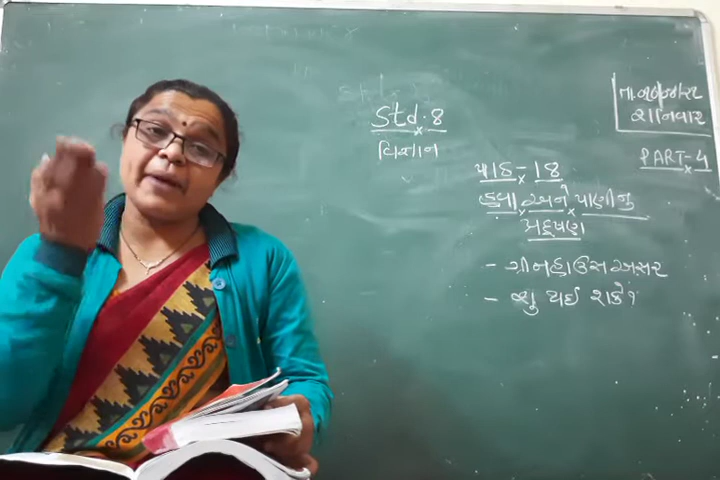 Std.8
વિજ્ઞાન
શનિવાર
PART-4
પાઠ-18
હવા અને પાણીનુ
પ્રદુષણ
- ગ્રીનહાઉસ અસર
- શુ થઈ શકે ?